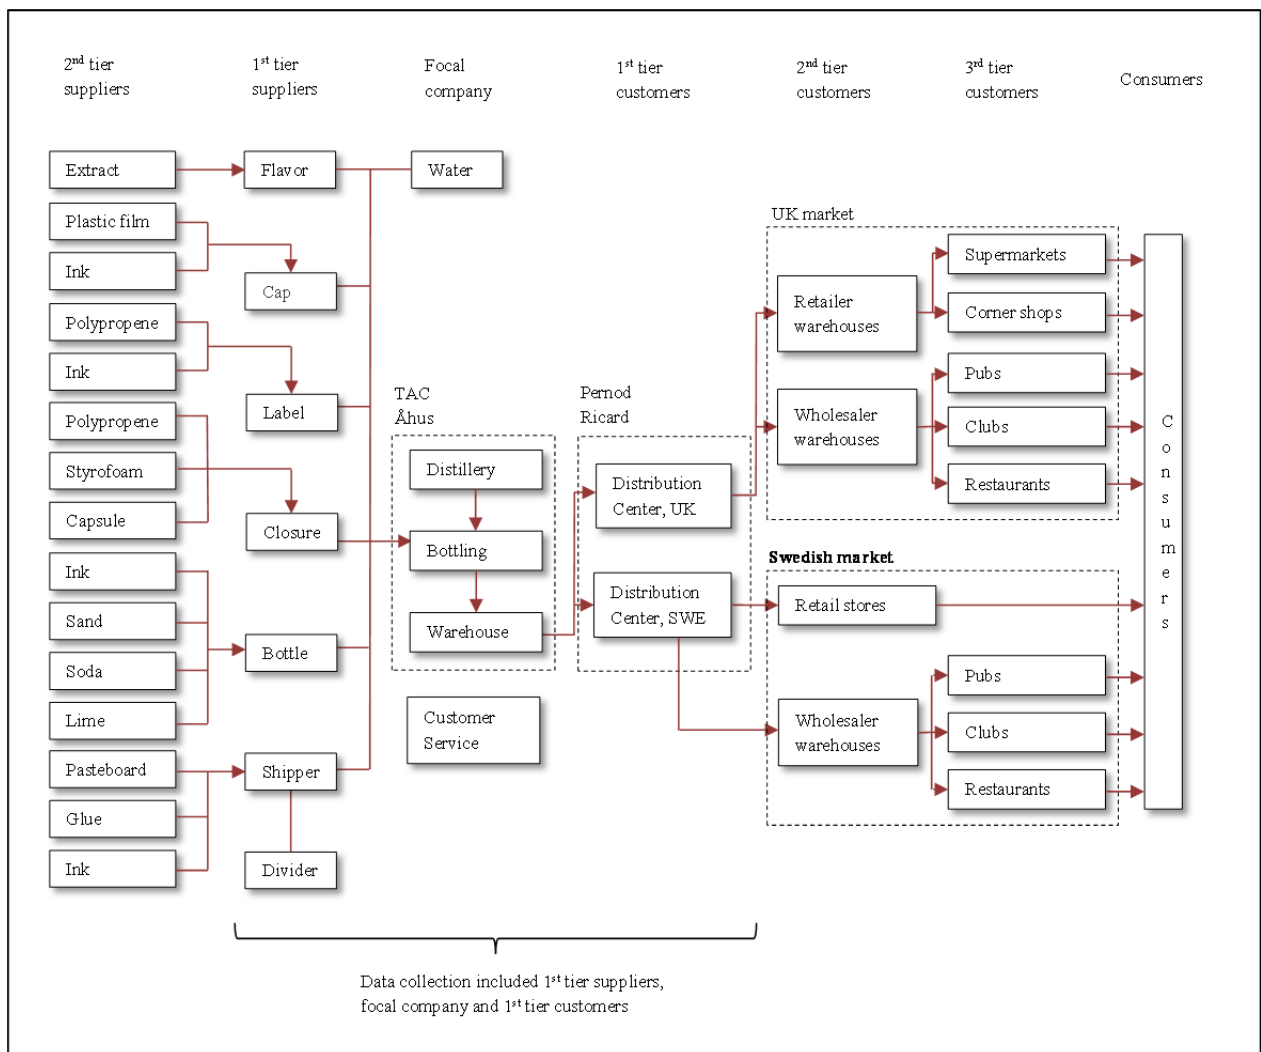 2nd tier
suppliers
1st tier
suppliers
Focal
company
1st tier
customers
2nd tier
customers
3rd tier
customers
Consumers
Extract
Plastic film
Ink
Polypropene
Ink
Polypropene
Styrofoam
Capsule
Ink
Sand
Soda
Lime
Pasteboard
Glue
Ink
Flavor
Cap
Label
Closure
Bottle
Shipper
Divider
Water
TAC
Åhus
Distillery
Bottling
Warehouse
Customer
Service
Pernod
Ricard
Distribution
Center, UK
Distribution
Center, SWE
UK market
Retailer
warehouses
Wholesaler
warehouses
Supermarkets
Corner shops
Pubs
Clubs
Restaurants
Swedish market
Retail stores
Wholesaler
warehouses
Pubs
Clubs
Restaurants
C
o
n
s
u
m
e
r
s
Data collection included 1st tier suppliers,
focal company and 1st tier customers